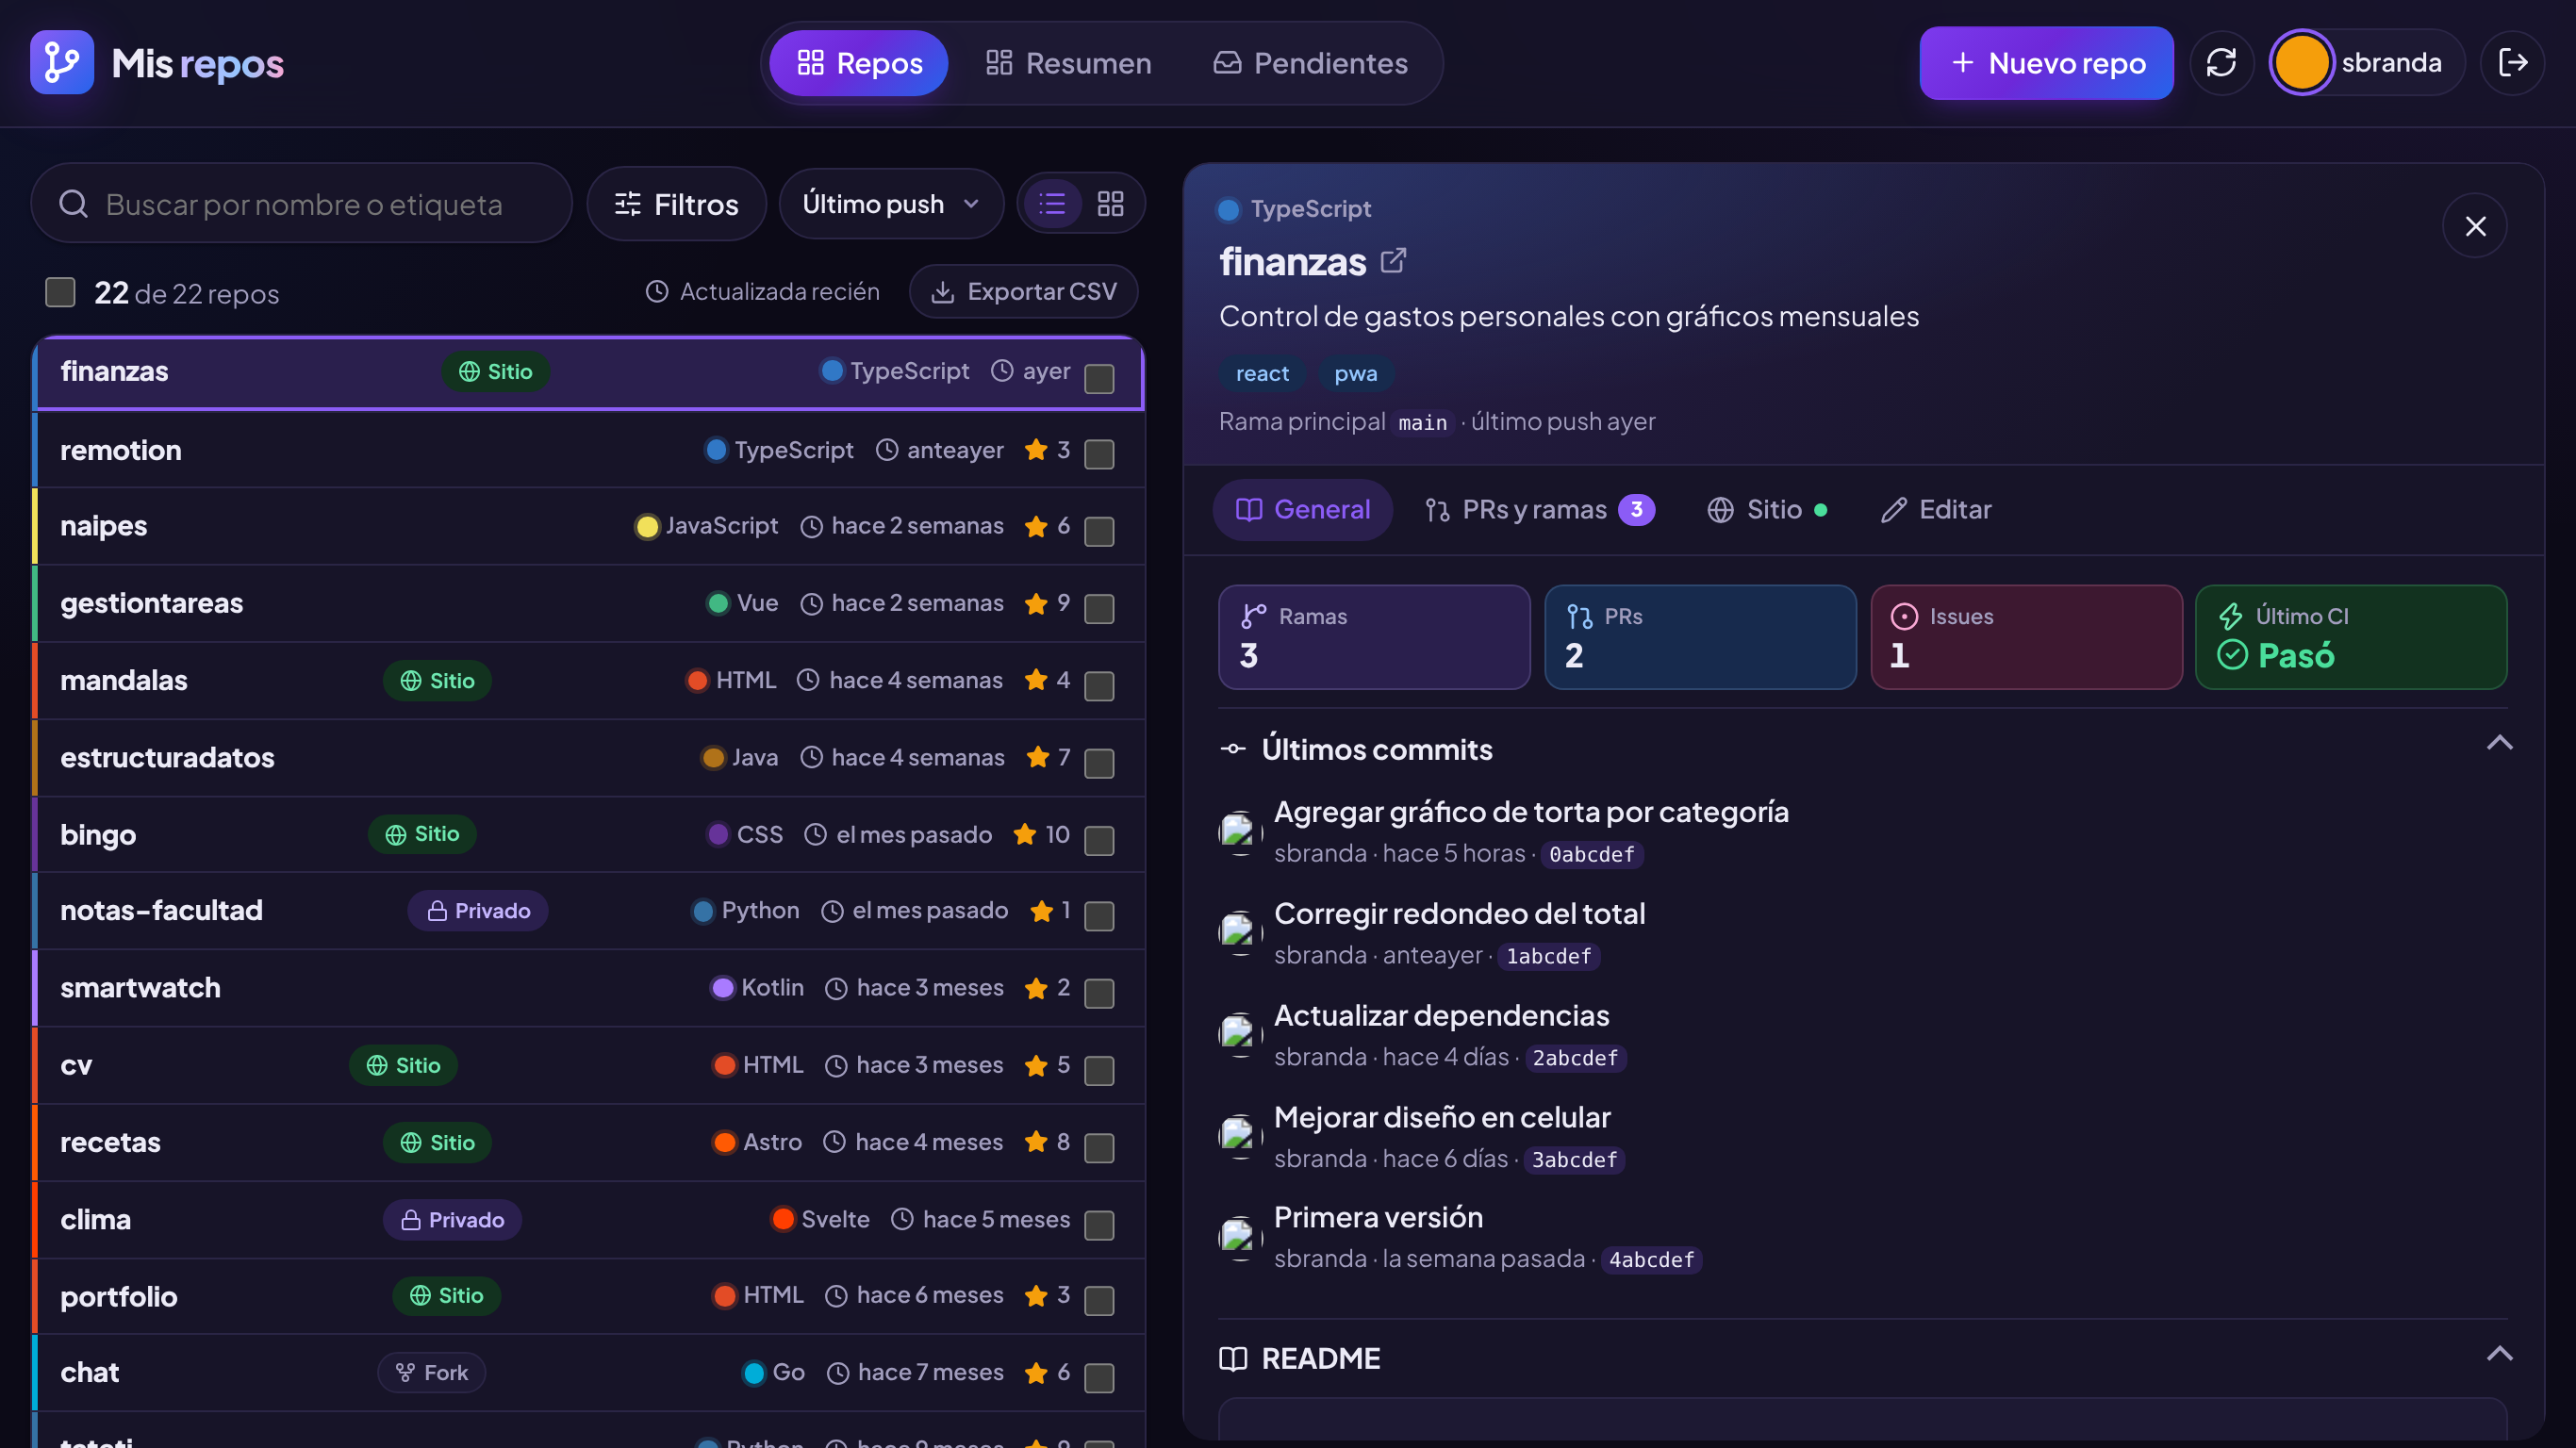 Mis repos
Repos
Resumen
Pendientes
+ Nuevo repo
sbranda
Buscar por nombre o etiqueta
Filtros
Último push
22 de 22 repos
Actualizada recién
Exportar CSV
finanzas Sitio TypeScript ayer
remotion TypeScript anteayer 3
naipes JavaScript hace 2 semanas 6
gestiontareas Vue hace 2 semanas 9
mandalas Sitio HTML hace 4 semanas 4
estructuradatos Java hace 4 semanas 7
bingo Sitio CSS el mes pasado 10
notas-facultad Privado Python el mes pasado 1
smartwatch Kotlin hace 3 meses 2
cv Sitio HTML hace 3 meses 5
recetas Sitio Astro hace 4 meses 8
clima Privado Svelte hace 5 meses
portfolio Sitio HTML hace 6 meses 3
chat Fork Go hace 7 meses 6
TypeScript
finanzas
Control de gastos personales con gráficos mensuales
react pwa
Rama principal main · último push ayer
General
PRs y ramas 3
Sitio
Editar
Ramas
3
PRs
2
Issues
1
Último CI
Pasó
Últimos commits
Agregar gráfico de torta por categoría
sbranda · hace 5 horas · 0abcdef
Corregir redondeo del total
sbranda · anteayer · 1abcdef
Actualizar dependencias
sbranda · hace 4 días · 2abcdef
Mejorar diseño en celular
sbranda · hace 6 días · 3abcdef
Primera versión
sbranda · la semana pasada · 4abcdef
README